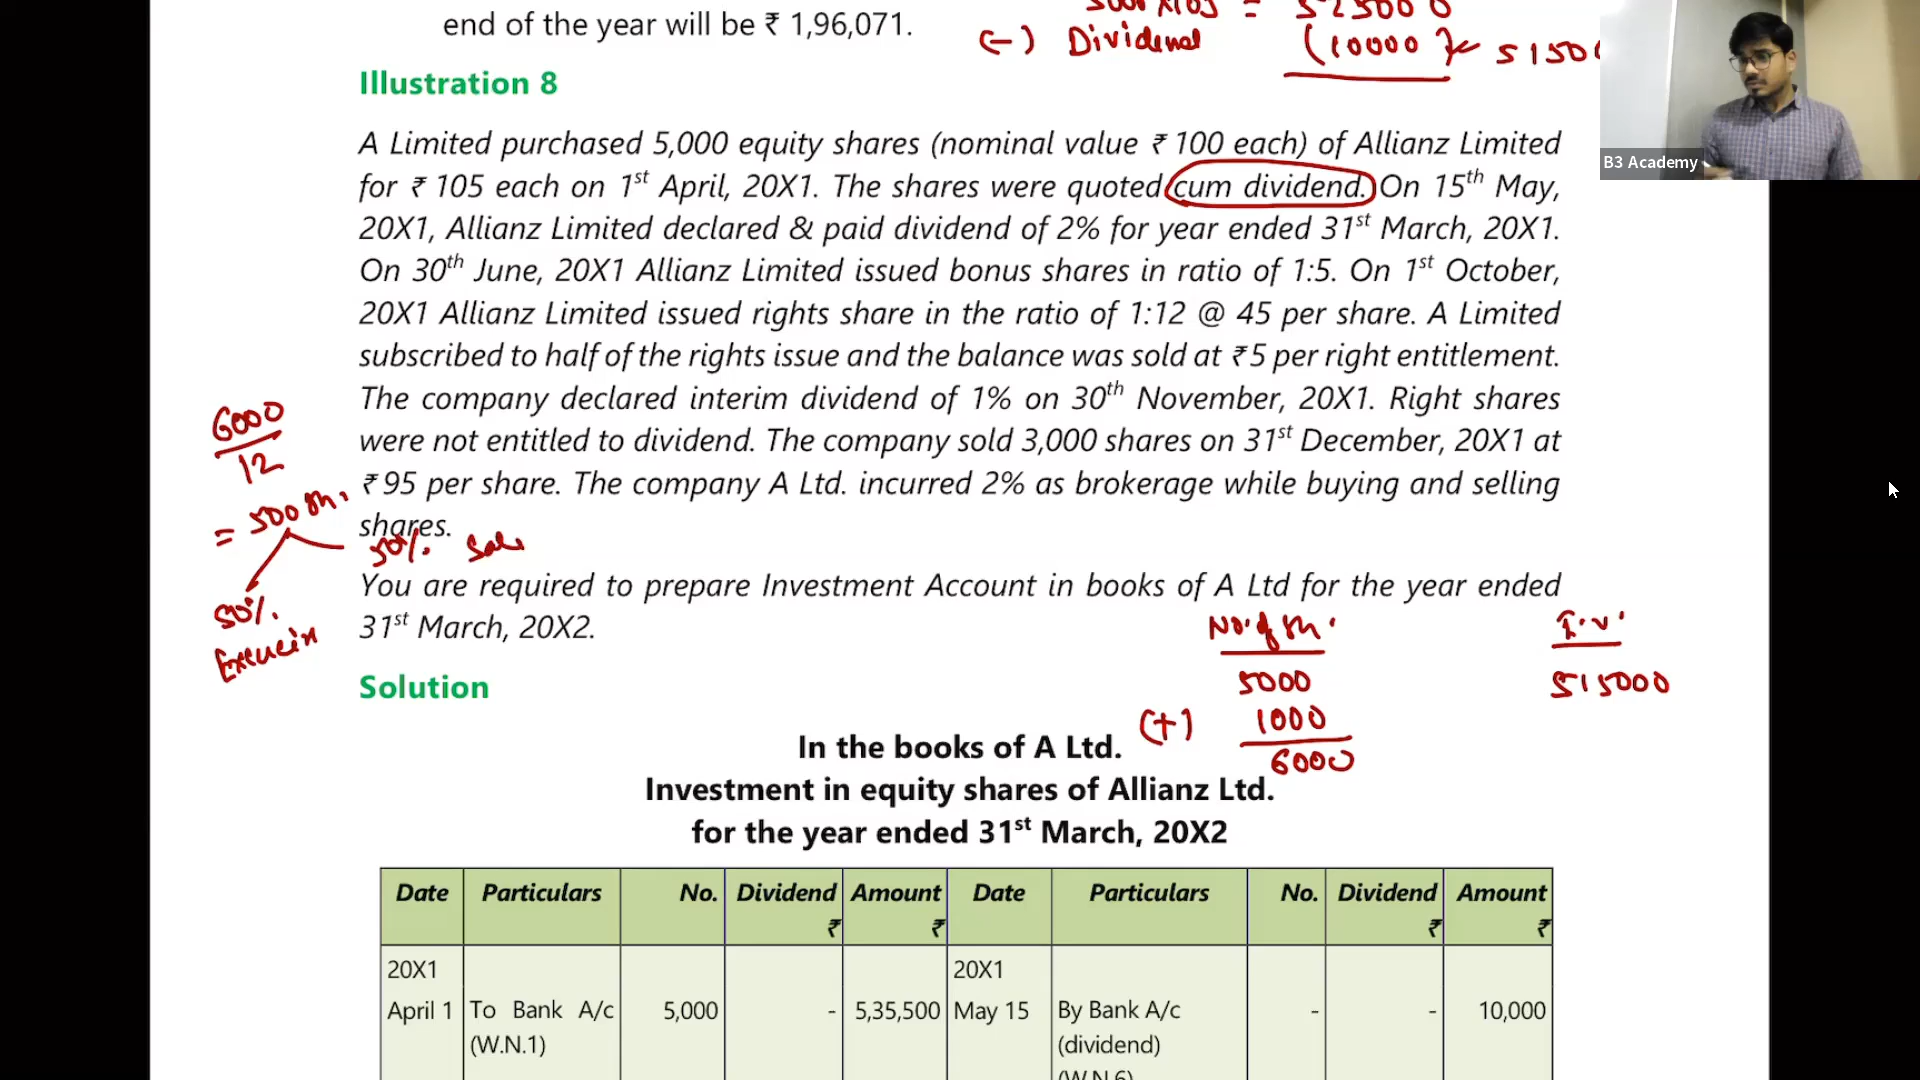 end of the year will be ₹ 1,96,071.
= 525000
(-) Dividend (10000) 5150
Illustration 8
A Limited purchased 5,000 equity shares (nominal value ₹ 100 each) of Allianz Limited
for ₹ 105 each on 1st April, 20X1. The shares were quoted cum dividend. On 15th May,
20X1, Allianz Limited declared & paid dividend of 2% for year ended 31st March, 20X1.
On 30th June, 20X1 Allianz Limited issued bonus shares in ratio of 1:5. On 1st October,
20X1 Allianz Limited issued rights share in the ratio of 1:12 @ 45 per share. A Limited
subscribed to half of the rights issue and the balance was sold at ₹ 5 per right entitlement.
The company declared interim dividend of 1% on 30th November, 20X1. Right shares
were not entitled to dividend. The company sold 3,000 shares on 31st December, 20X1 at
₹ 95 per share. The company A Ltd. incurred 2% as brokerage while buying and selling
shares.
B3 Academy
6000
12
= 500 Sh.
50% Sale
50%
You are required to prepare Investment Account in books of A Ltd for the year ended
31st March, 20X2.
No. of Sh. I.V.
5000 515000
(+) 1000
6000
Solution
In the books of A Ltd.
Investment in equity shares of Allianz Ltd.
for the year ended 31st March, 20X2
Date Particulars No. Dividend ₹ Amount ₹ Date Particulars No. Dividend ₹ Amount ₹
20X1 20X1
April 1 To Bank A/c 5,000 - 5,35,500 May 15 By Bank A/c - - 10,000
(W.N.1) (dividend)
(W.N.6)